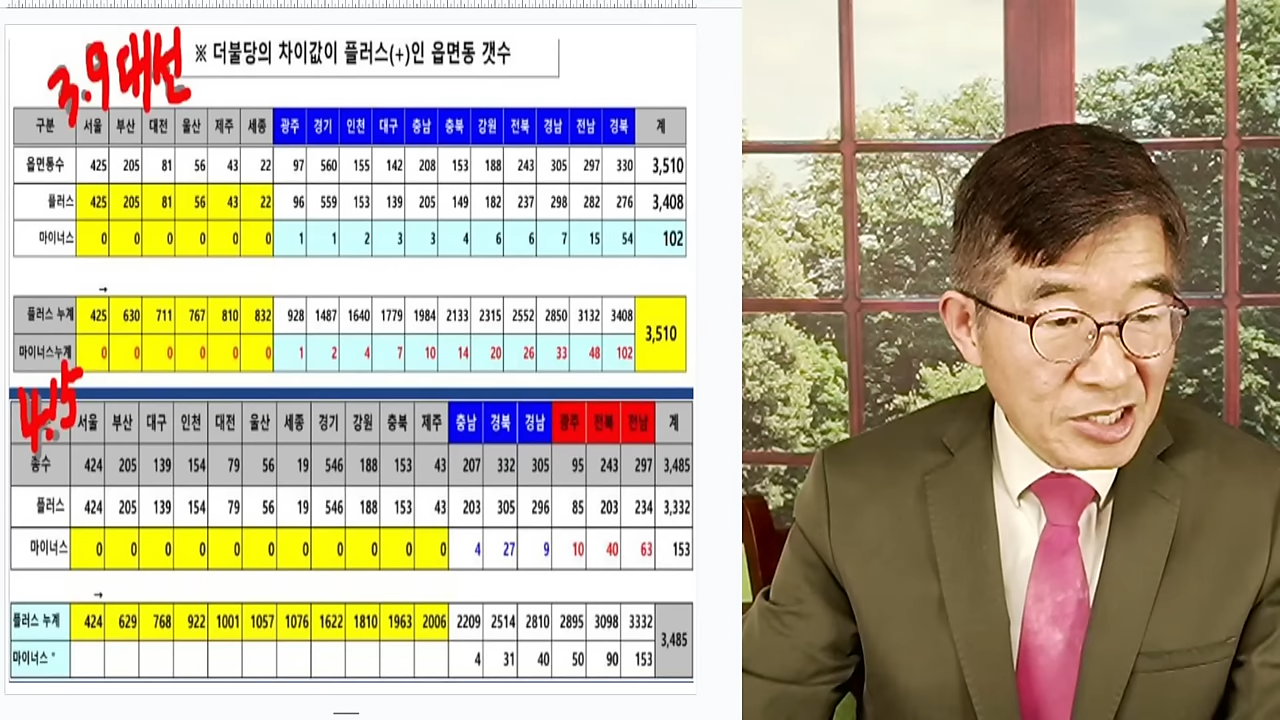 3.9 대선
※ 더불당의 차이값이 플러스(+)인 읍면동 갯수
구분 서울 부산 대전 울산 제주 세종 광주 경기 인천 대구 충남 충북 강원 전북 경남 전남 경북 계
읍면동수 425 205 81 56 43 22 97 560 155 142 208 153 188 243 305 297 330 3,510
플러스 425 205 81 56 43 22 96 559 153 139 205 149 182 237 298 282 276 3,408
마이너스 0 0 0 0 0 0 1 1 2 3 3 4 6 6 7 15 54 102
→
플러스 누계 425 630 711 767 810 832 928 1487 1640 1779 1984 2133 2315 2552 2850 3132 3408 3,510
마이너스누계 0 0 0 0 0 0 1 2 4 7 10 14 20 26 33 48 102
4.15
서울 부산 대구 인천 대전 울산 세종 경기 강원 충북 제주 충남 경북 경남 광주 전북 전남 계
총수 424 205 139 154 79 56 19 546 188 153 43 207 332 305 95 243 297 3,485
플러스 424 205 139 154 79 56 19 546 188 153 43 203 305 296 85 203 234 3,332
마이너스 0 0 0 0 0 0 0 0 0 0 0 4 27 9 10 40 63 153
→
플러스 누계 424 629 768 922 1001 1057 1076 1622 1810 1963 2006 2209 2514 2810 2895 3098 3332 3,485
마이너스 " 4 31 40 50 90 153